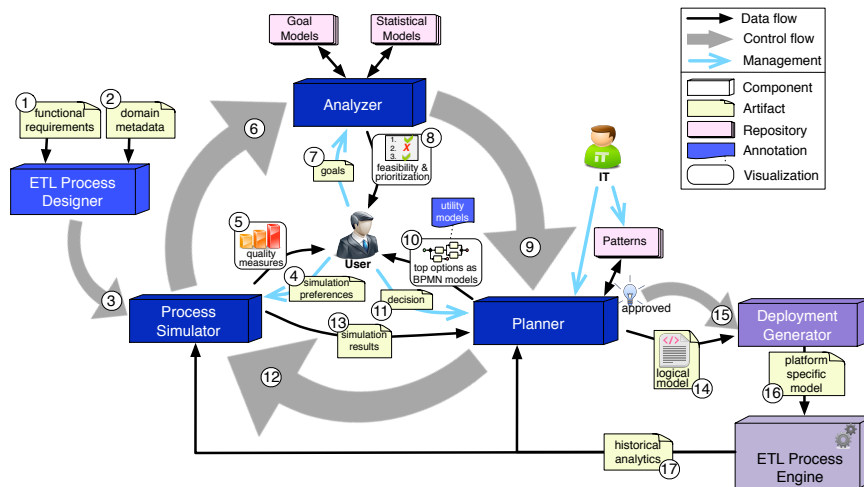 Goal
Models
Statistical
Models
Data flow
Control flow
Management
Component
Artifact
Repository
Annotation
Visualization
Analyzer
1
functional
requirements
2
domain
metadata
6
7
goals
8
1.
2.
3.
feasibility &
prioritization
IT
IT
ETL Process
Designer
5
quality
measures
User
utility
models
10
top options as
BPMN models
9
Patterns
3
4
simulation
preferences
11
decision
Process
Simulator
13
simulation
results
Planner
approved
15
Deployment
Generator
</>
logical
model
14
platform
specific
model
16
12
historical
analytics
17
ETL Process
Engine